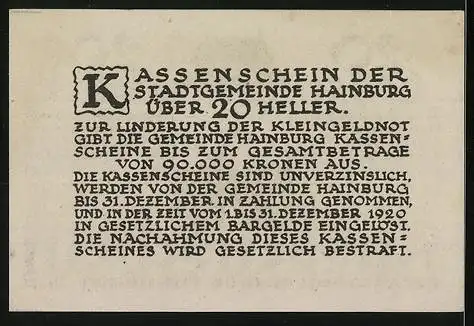 KASSENSCHEIN DER
STADTGEMEINDE HAINBURG
ÜBER 20 HELLER.
ZUR LINDERUNG DER KLEINGELDNOT
GIBT DIE GEMEINDE HAINBURG KASSEN=
SCHEINE BIS ZUM GESAMTBETRAGE
VON 90.000 KRONEN AUS.
DIE KASSENSCHEINE SIND UNVERZINSLICH,
WERDEN VON DER GEMEINDE HAINBURG
BIS 31. DEZEMBER IN ZAHLUNG GENOMMEN,
UND IN DER ZEIT VOM 1. BIS 31. DEZEMBER 1920
IN GESETZLICHEM BARGELDE EINGELÖST.
DIE NACHAHMUNG DIESES KASSEN=
SCHEINES WIRD GESETZLICH BESTRAFT.